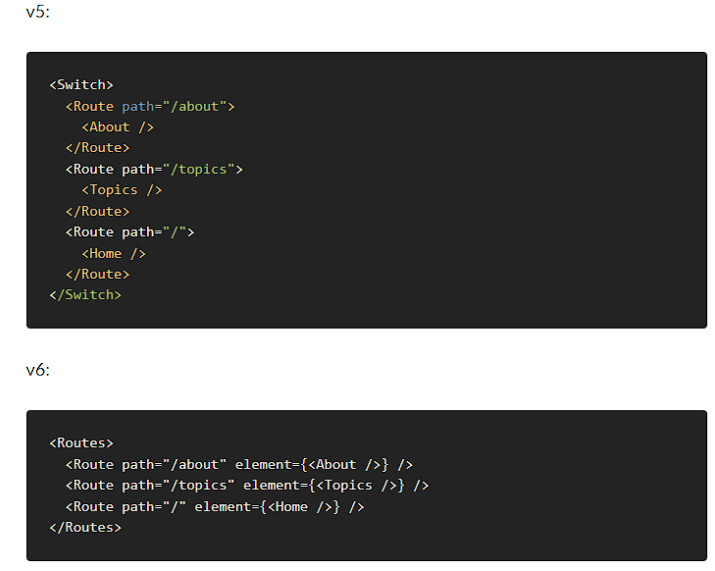 v5:
<Switch>
  <Route path="/about">
    <About />
  </Route>
  <Route path="/topics">
    <Topics />
  </Route>
  <Route path="/">
    <Home />
  </Route>
</Switch>
v6:
<Routes>
  <Route path="/about" element={<About />} />
  <Route path="/topics" element={<Topics />} />
  <Route path="/" element={<Home />} />
</Routes>